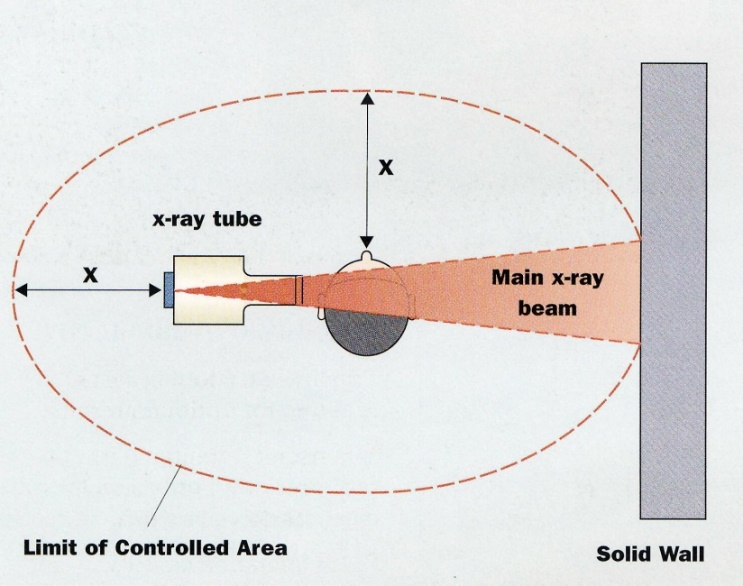 X
x-ray tube
X
Main x-ray
beam
Limit of Controlled Area
Solid Wall